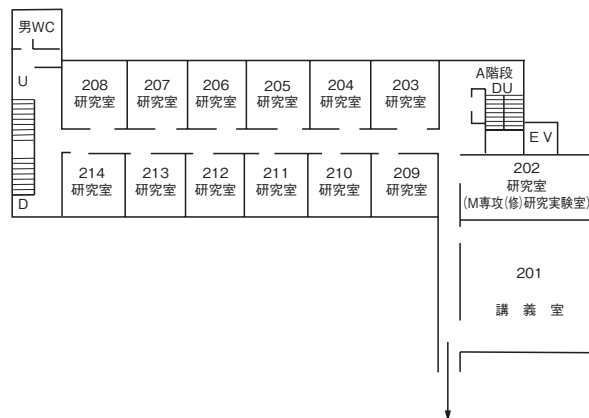 男WC
U
D
208
研究室
207
研究室
206
研究室
205
研究室
204
研究室
203
研究室
A階段
DU
EV
214
研究室
213
研究室
212
研究室
211
研究室
210
研究室
209
研究室
202
研究室
(M専攻(修)研究実験室)
201
講 義 室